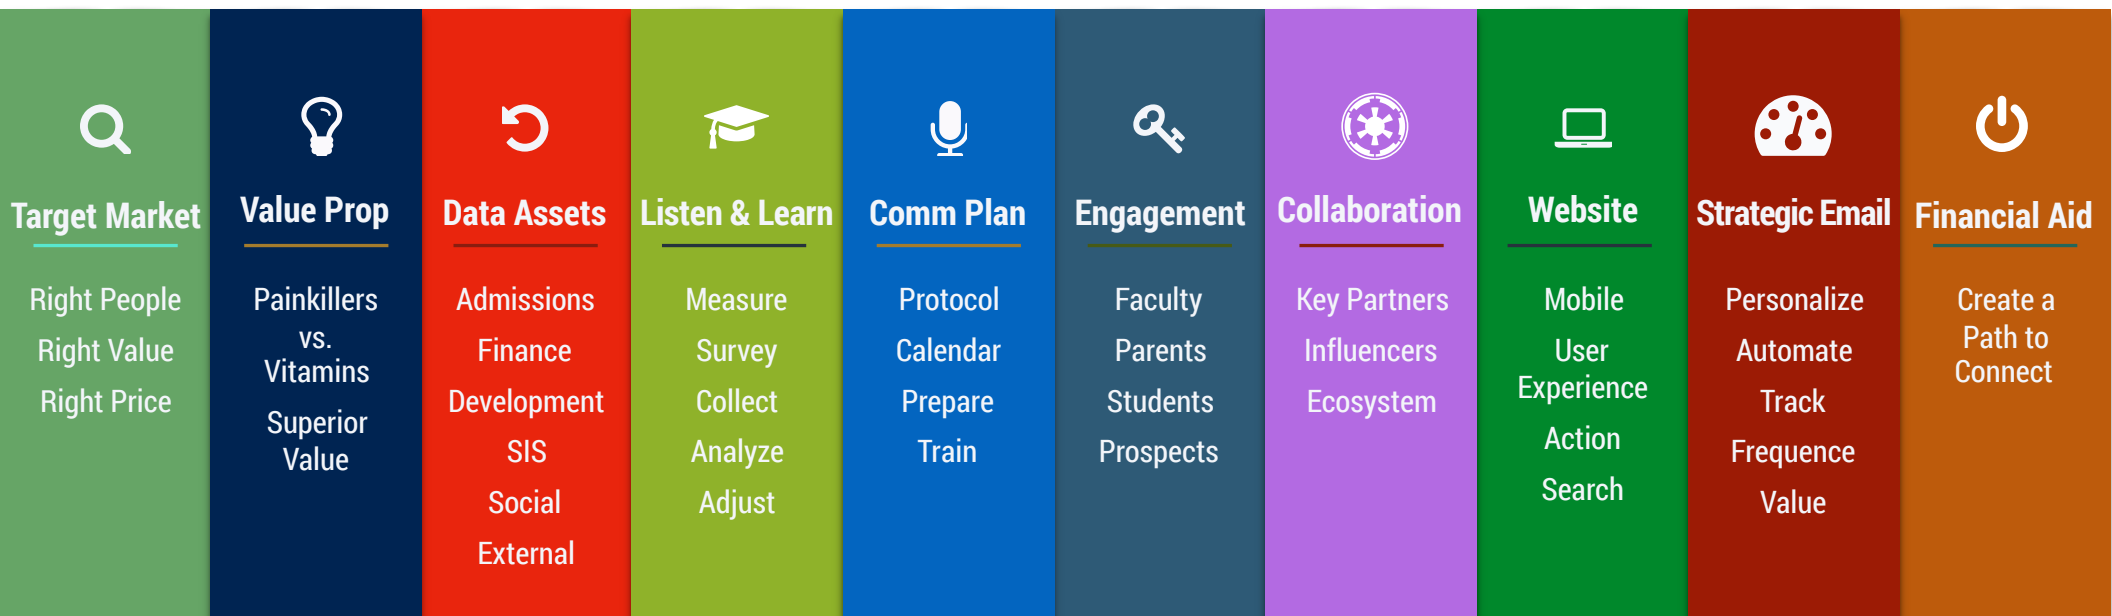 Target Market
Right People
Right Value
Right Price
Value Prop
Painkillers
vs.
Vitamins
Superior
Value
Data Assets
Admissions
Finance
Development
SIS
Social
External
Listen & Learn
Measure
Survey
Collect
Analyze
Adjust
Comm Plan
Protocol
Calendar
Prepare
Train
Engagement
Faculty
Parents
Students
Prospects
Collaboration
Key Partners
Influencers
Ecosystem
Website
Mobile
User
Experience
Action
Search
Strategic Email
Personalize
Automate
Track
Frequence
Value
Financial Aid
Create a
Path to
Connect